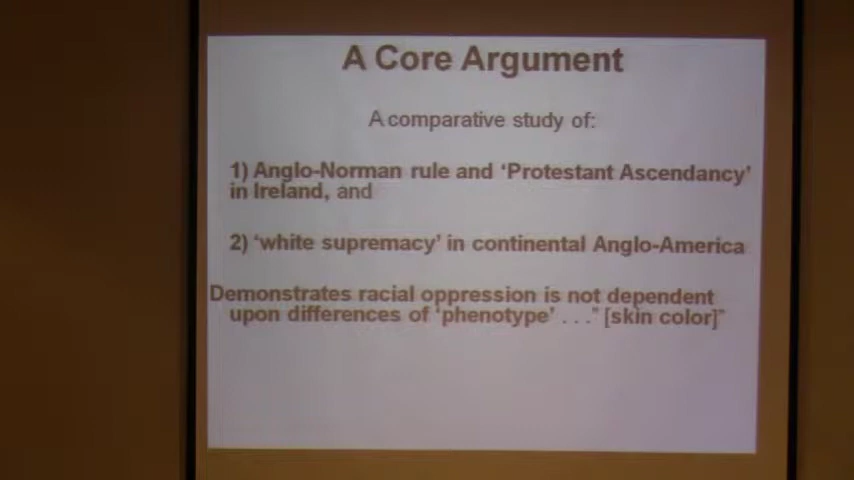 A Core Argument
A comparative study of:
1) Anglo-Norman rule and ‘Protestant Ascendancy’
in Ireland, and
2) ‘white supremacy’ in continental Anglo-America
Demonstrates racial oppression is not dependent
upon differences of ‘phenotype’ . . .” [skin color]”